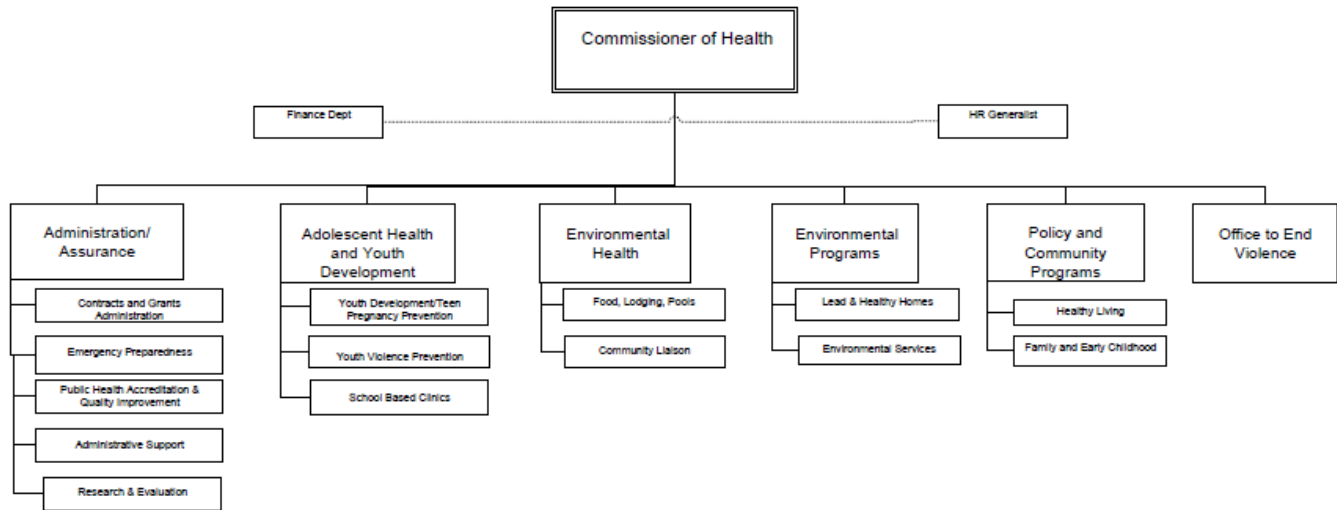 Commissioner of Health
Finance Dept
HR Generalist
Administration/
Assurance
Contracts and Grants
Administration
Emergency Preparedness
Public Health Accreditation &
Quality Improvement
Administrative Support
Research & Evaluation
Adolescent Health
and Youth
Development
Youth Development/Teen
Pregnancy Prevention
Youth Violence Prevention
School Based Clinics
Environmental
Health
Food, Lodging, Pools
Community Liaison
Environmental
Programs
Lead & Healthy Homes
Environmental Services
Policy and
Community
Programs
Healthy Living
Family and Early Childhood
Office to End
Violence